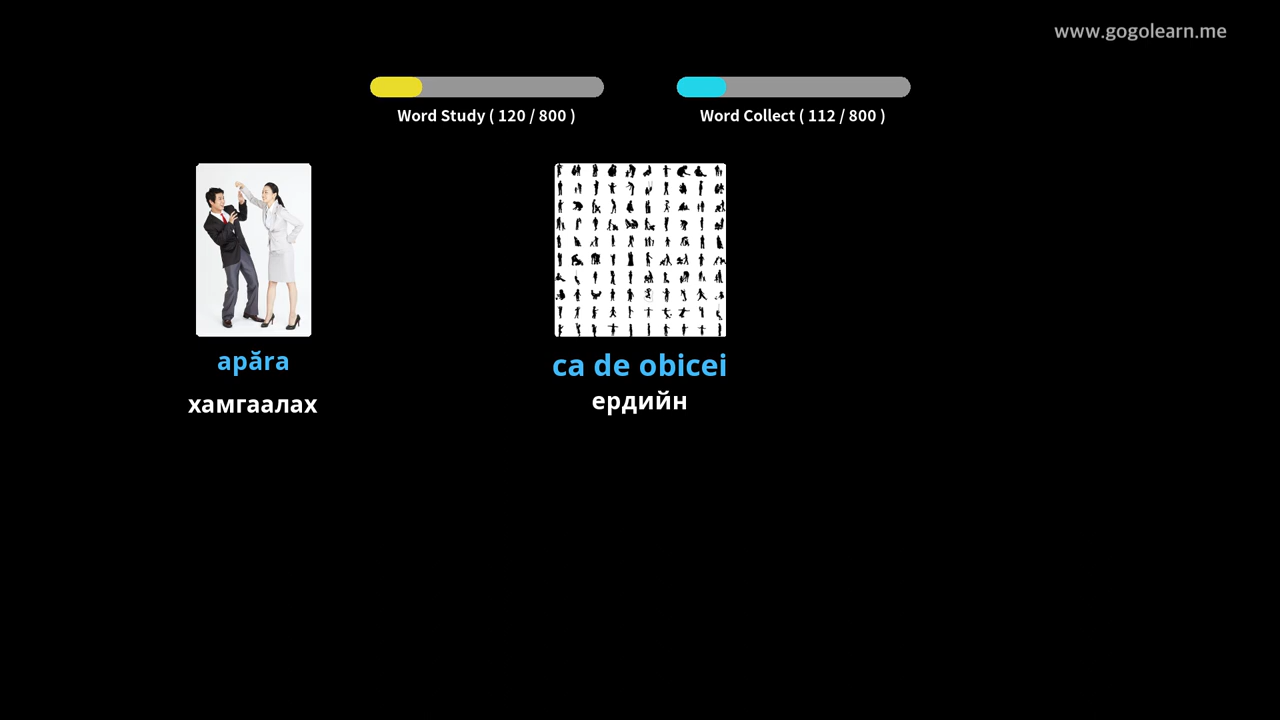 www.gogolearn.me
Word Study ( 120 / 800 )
Word Collect ( 112 / 800 )
apăra
хамгаалах
ca de obicei
ердийн